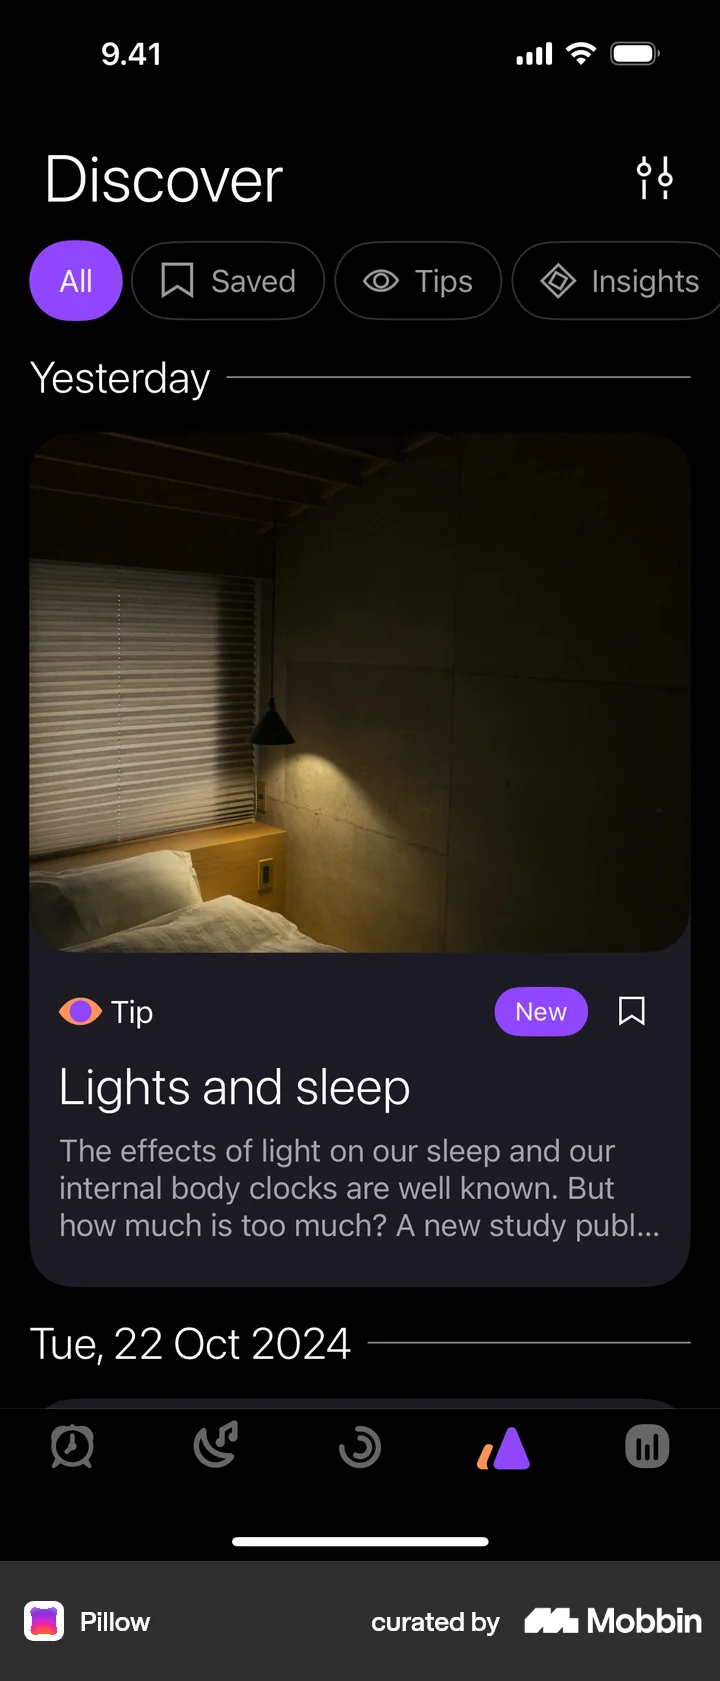 9.41
Discover
All
Saved
Tips
Insights
Yesterday
Tip
New
Lights and sleep
The effects of light on our sleep and our
internal body clocks are well known. But
how much is too much? A new study publ...
Tue, 22 Oct 2024
Pillow
curated by
Mobbin